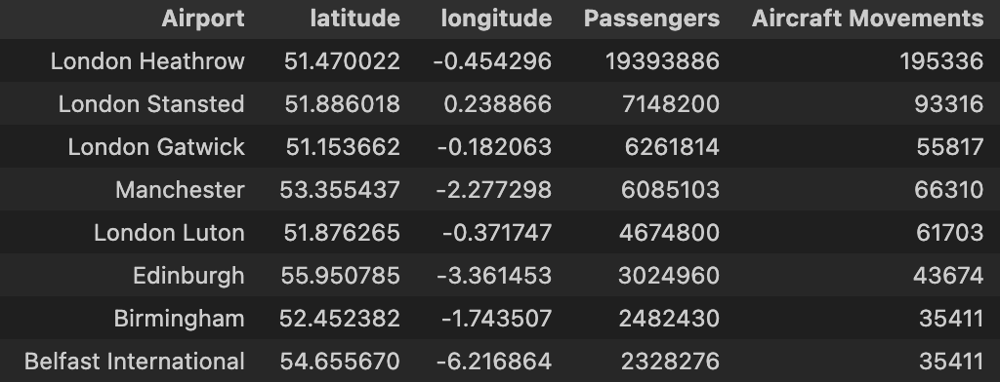 Airport latitude longitude Passengers Aircraft Movements
London Heathrow 51.470022 -0.454296 19393886 195336
London Stansted 51.886018 0.238866 7148200 93316
London Gatwick 51.153662 -0.182063 6261814 55817
Manchester 53.355437 -2.277298 6085103 66310
London Luton 51.876265 -0.371747 4674800 61703
Edinburgh 55.950785 -3.361453 3024960 43674
Birmingham 52.452382 -1.743507 2482430 35411
Belfast International 54.655670 -6.216864 2328276 35411